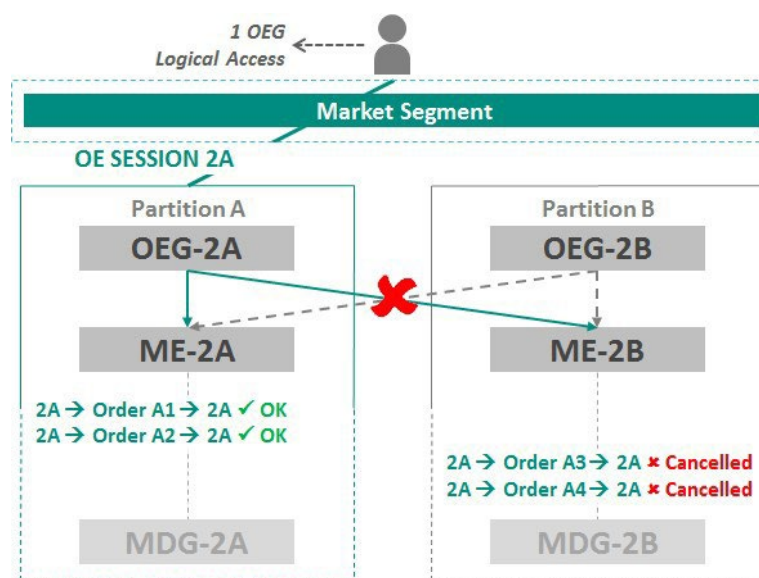 1 OEG
Logical Access
Market Segment
OE SESSION 2A
Partition A
Partition B
OEG-2A
OEG-2B
ME-2A
ME-2B
2A → Order A1 → 2A ✓ OK
2A → Order A2 → 2A ✓ OK
2A → Order A3 → 2A ✘ Cancelled
2A → Order A4 → 2A ✘ Cancelled
MDG-2A
MDG-2B